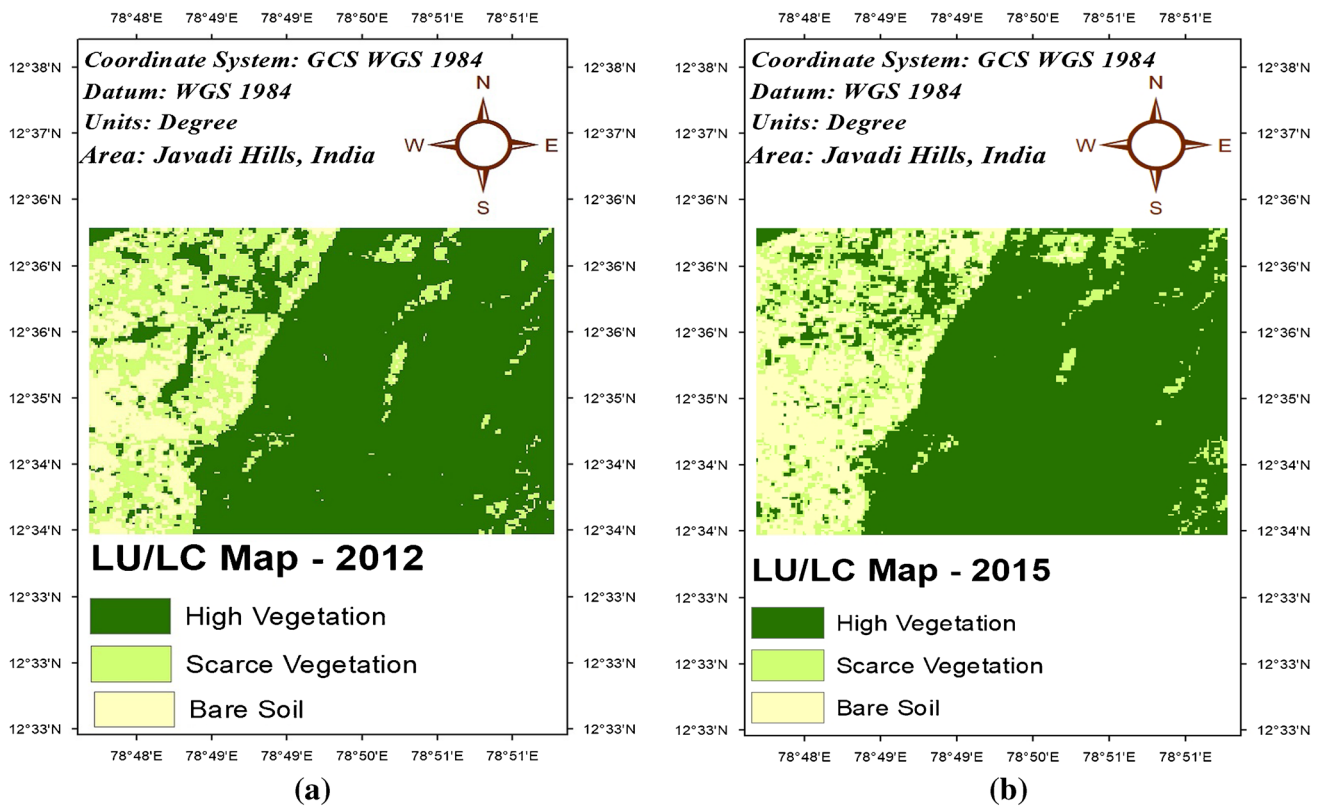 78°48'E 78°49'E 78°49'E 78°50'E 78°51'E 78°51'E
12°38'N
12°37'N
12°36'N
12°36'N
12°36'N
12°35'N
12°34'N
12°34'N
12°33'N
12°33'N
12°33'N
Coordinate System: GCS WGS 1984
Datum: WGS 1984
Units: Degree
Area: Javadi Hills, India
N
W E
S
LU/LC Map - 2012
High Vegetation
Scarce Vegetation
Bare Soil
12°38'N
12°37'N
12°36'N
12°36'N
12°36'N
12°35'N
12°34'N
12°34'N
12°33'N
12°33'N
12°33'N
78°48'E 78°49'E 78°49'E 78°50'E 78°51'E 78°51'E
(a)
78°48'E 78°49'E 78°49'E 78°50'E 78°51'E 78°51'E
12°38'N
12°37'N
12°36'N
12°36'N
12°36'N
12°35'N
12°34'N
12°34'N
12°33'N
12°33'N
12°33'N
Coordinate System: GCS WGS 1984
Datum: WGS 1984
Units: Degree
Area: Javadi Hills, India
N
W E
S
LU/LC Map - 2015
High Vegetation
Scarce Vegetation
Bare Soil
12°38'N
12°37'N
12°36'N
12°36'N
12°36'N
12°35'N
12°34'N
12°34'N
12°33'N
12°33'N
12°33'N
78°48'E 78°49'E 78°49'E 78°50'E 78°51'E 78°51'E
(b)